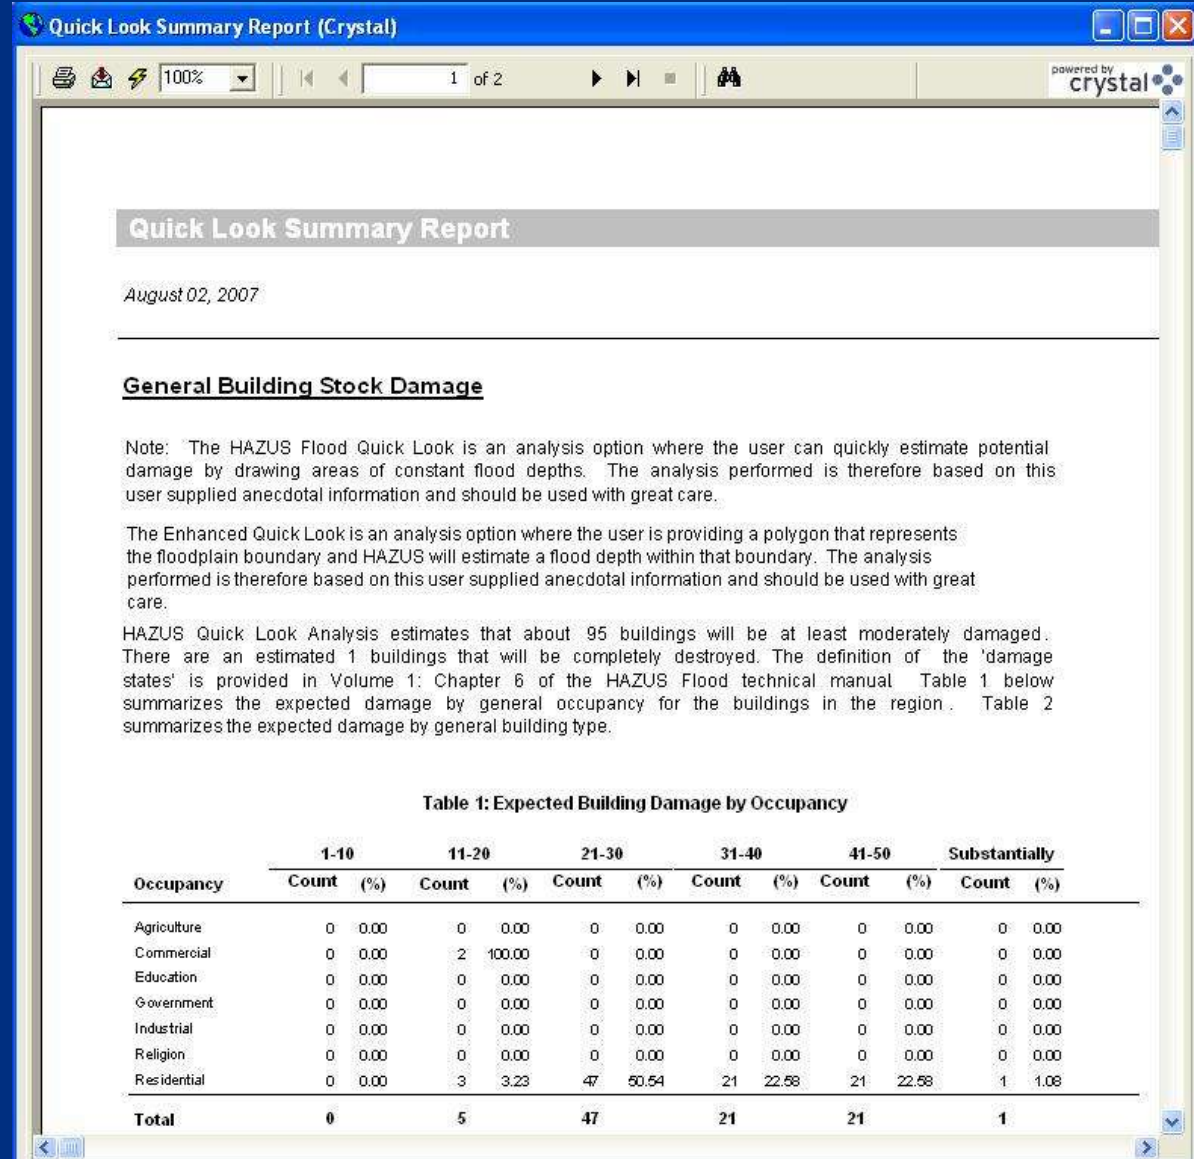 Quick Look Summary Report (Crystal)
100% 1 of 2 powered by crystal
Quick Look Summary Report
August 02, 2007
General Building Stock Damage
Note: The HAZUS Flood Quick Look is an analysis option where the user can quickly estimate potential
damage by drawing areas of constant flood depths. The analysis performed is therefore based on this
user supplied anecdotal information and should be used with great care.
The Enhanced Quick Look is an analysis option where the user is providing a polygon that represents
the floodplain boundary and HAZUS will estimate a flood depth within that boundary. The analysis
performed is therefore based on this user supplied anecdotal information and should be used with great
care.
HAZUS Quick Look Analysis estimates that about 95 buildings will be at least moderately damaged.
There are an estimated 1 buildings that will be completely destroyed. The definition of the 'damage
states' is provided in Volume 1: Chapter 6 of the HAZUS Flood technical manual Table 1 below
summarizes the expected damage by general occupancy for the buildings in the region . Table 2
summarizes the expected damage by general building type.
Table 1: Expected Building Damage by Occupancy
1-10 11-20 21-30 31-40 41-50 Substantially
Occupancy Count (%) Count (%) Count (%) Count (%) Count (%) Count (%)
Agriculture 0 0.00 0 0.00 0 0.00 0 0.00 0 0.00 0 0.00
Commercial 0 0.00 2 100.00 0 0.00 0 0.00 0 0.00 0 0.00
Education 0 0.00 0 0.00 0 0.00 0 0.00 0 0.00 0 0.00
Government 0 0.00 0 0.00 0 0.00 0 0.00 0 0.00 0 0.00
Industrial 0 0.00 0 0.00 0 0.00 0 0.00 0 0.00 0 0.00
Religion 0 0.00 0 0.00 0 0.00 0 0.00 0 0.00 0 0.00
Residential 0 0.00 3 3.23 47 50.54 21 22.58 21 22.58 1 1.08
Total 0 5 47 21 21 1